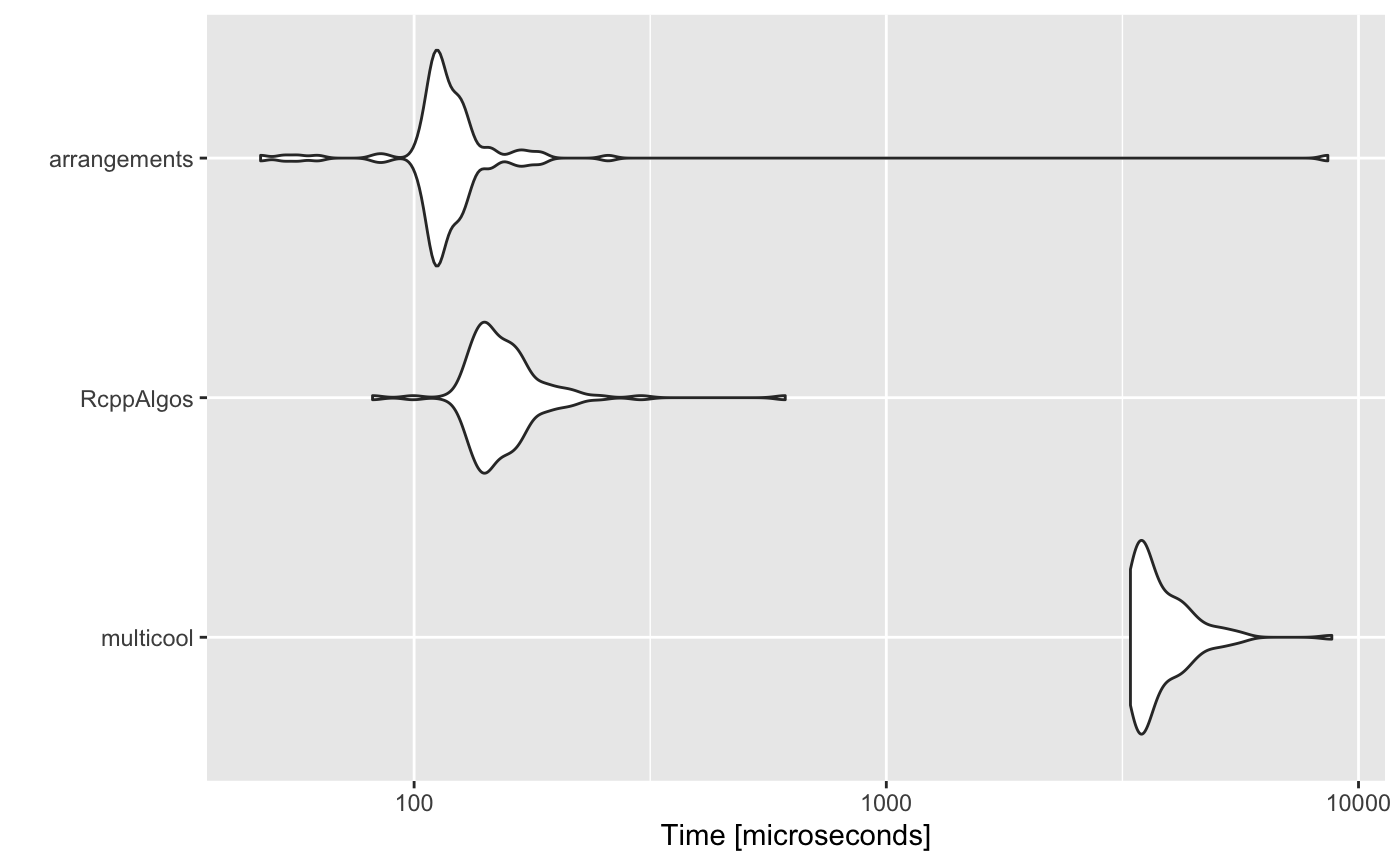 arrangements
RcppAlgos
multicool
100
1000
10000
Time [microseconds]